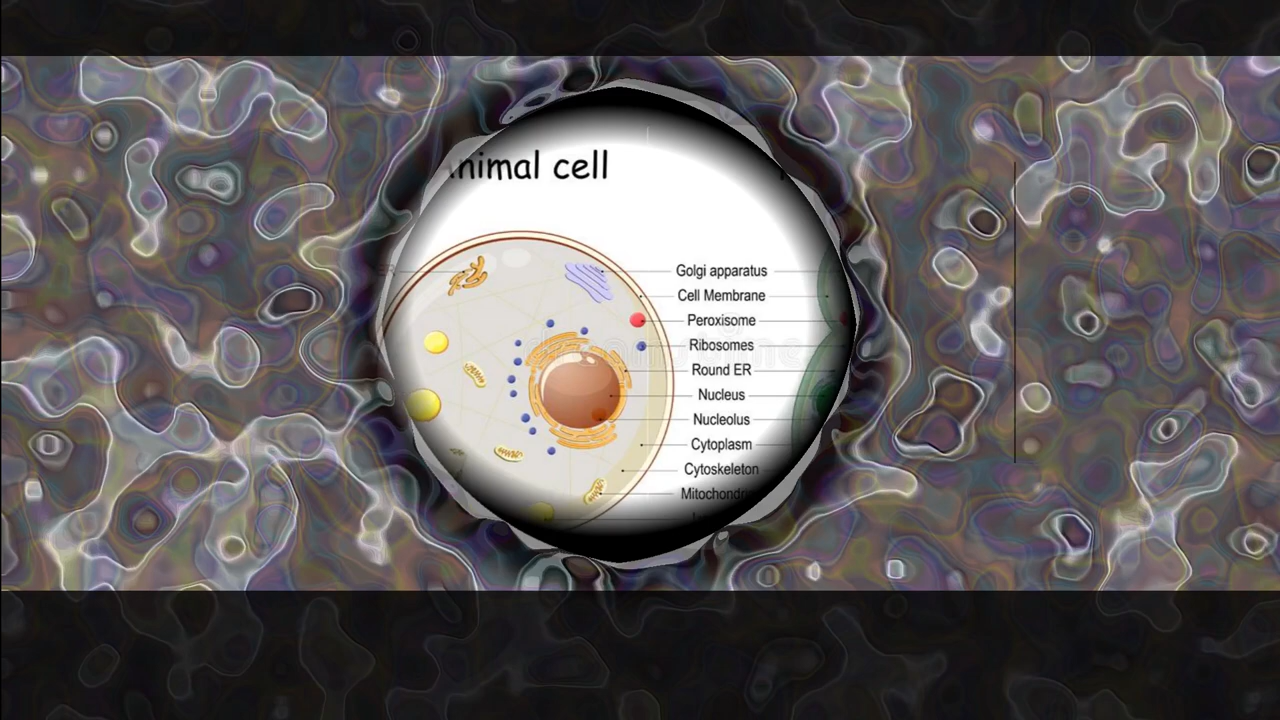 nimal cell
Golgi apparatus
Cell Membrane
Peroxisome
Ribosomes
Round ER
Nucleus
Nucleolus
Cytoplasm
Cytoskeleton